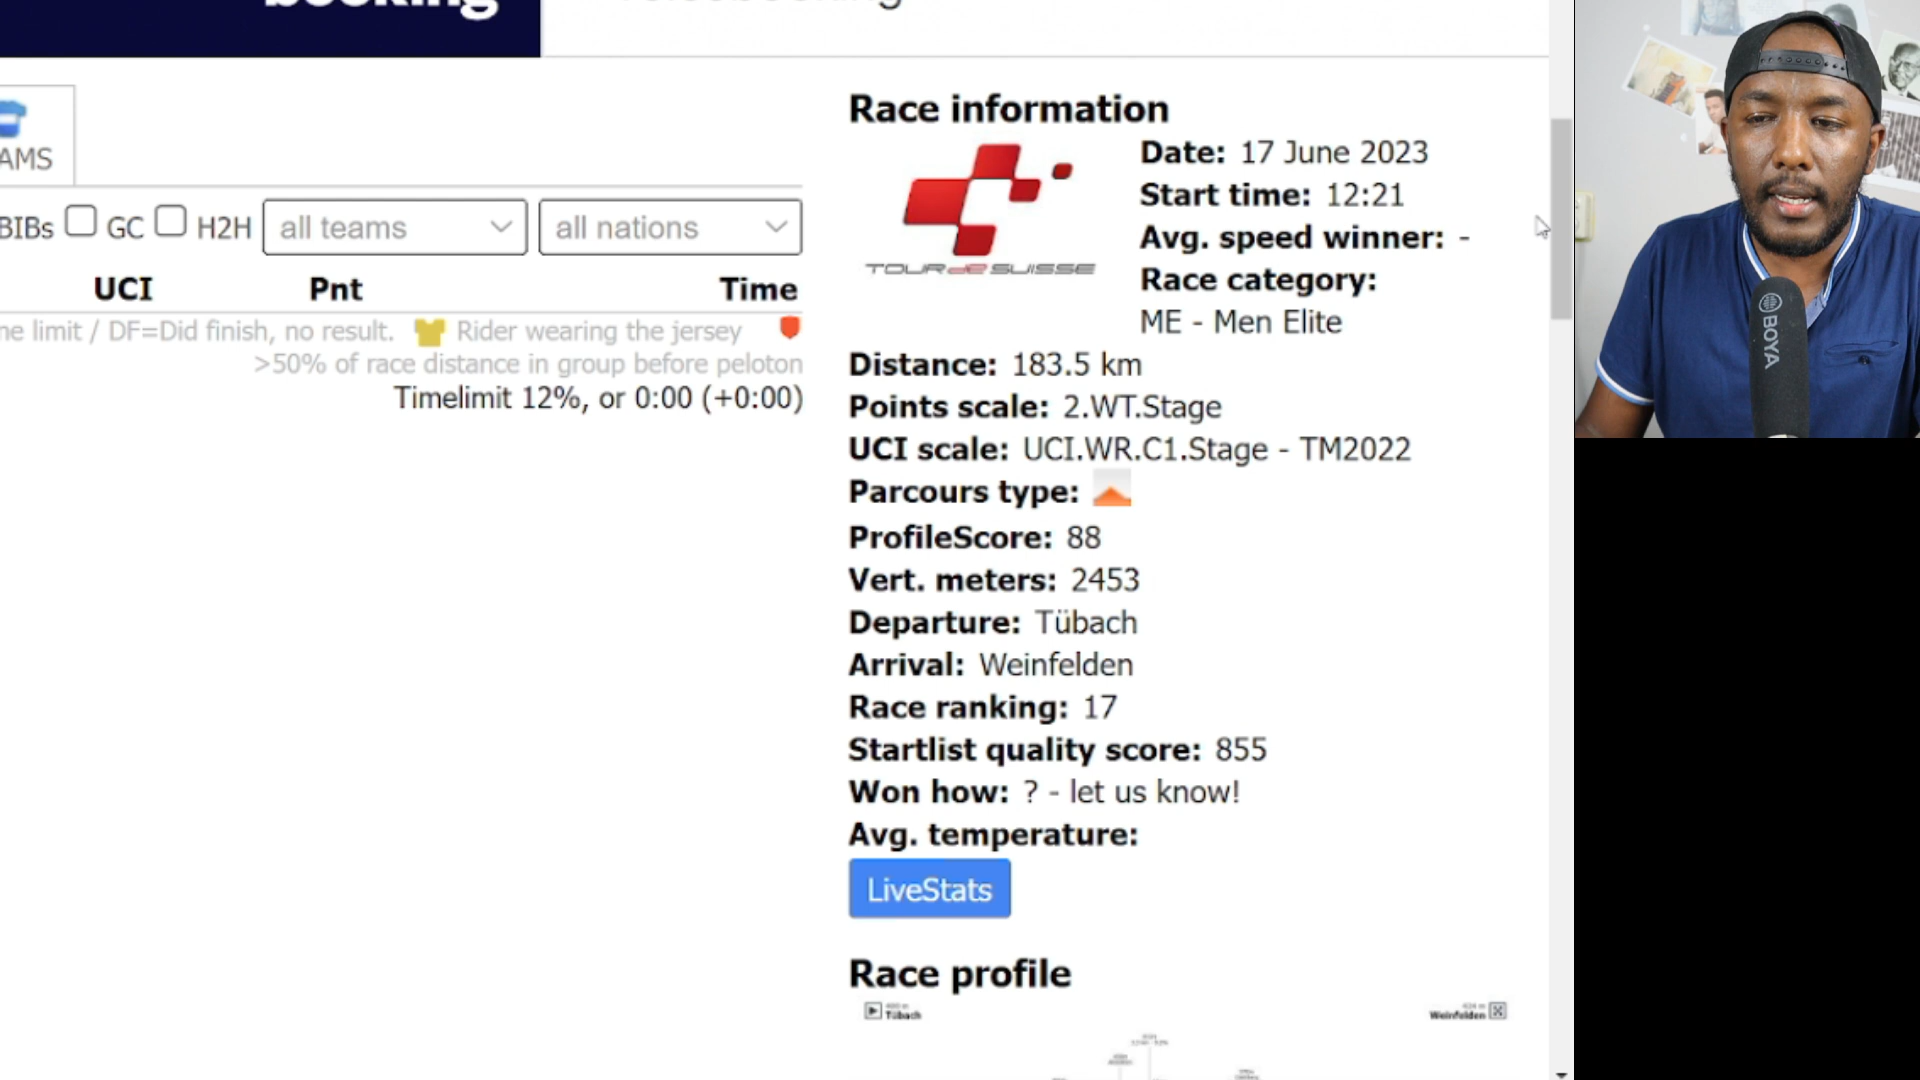 booking
AMS
BIBs GC H2H all teams all nations
UCI Pnt Time
ne limit / DF=Did finish, no result. Rider wearing the jersey
>50% of race distance in group before peloton
Timelimit 12%, or 0:00 (+0:00)
Race information
TOUR de SUISSE
Date: 17 June 2023
Start time: 12:21
Avg. speed winner: -
Race category:
ME - Men Elite
Distance: 183.5 km
Points scale: 2.WT.Stage
UCI scale: UCI.WR.C1.Stage - TM2022
Parcours type:
ProfileScore: 88
Vert. meters: 2453
Departure: Tübach
Arrival: Weinfelden
Race ranking: 17
Startlist quality score: 855
Won how: ? - let us know!
Avg. temperature:
LiveStats
Race profile
Tübach
Weinfelden
BOYA